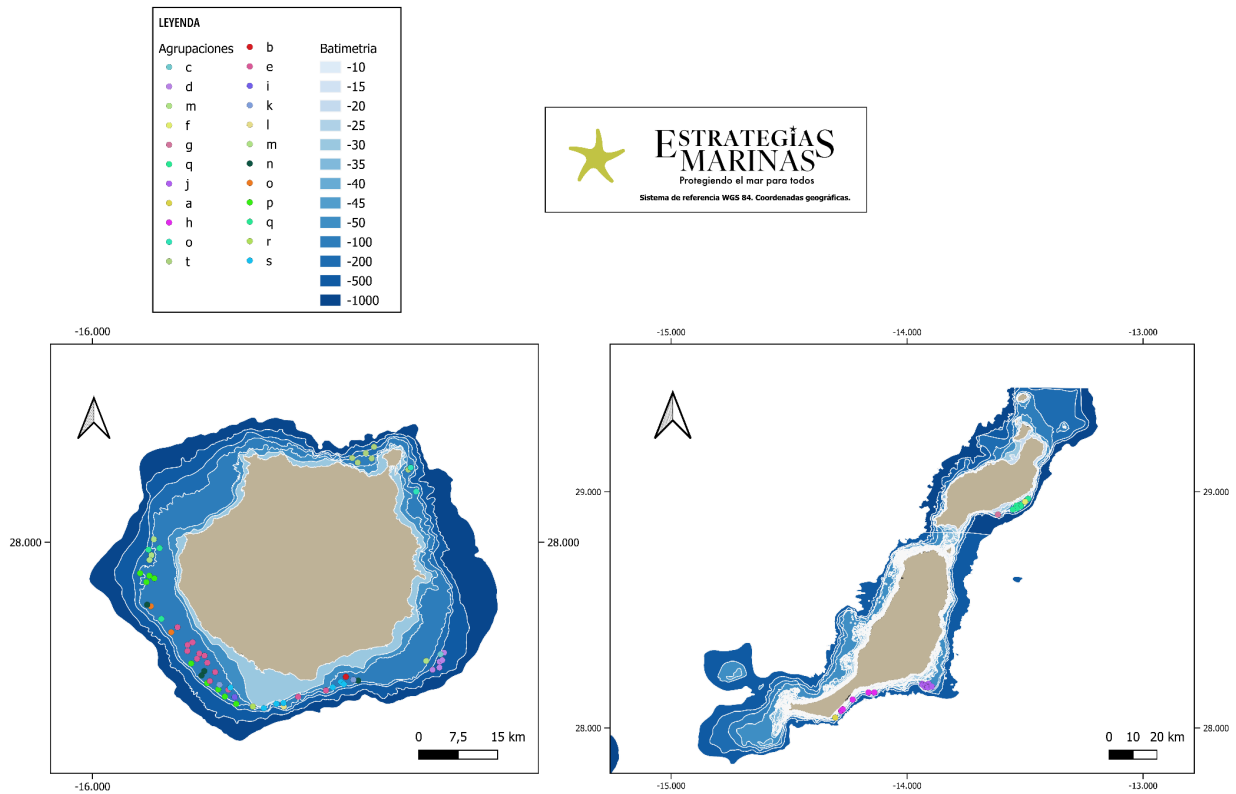 LEYENDA
Agrupaciones
c
d
m
f
g
q
j
a
h
o
t
b
e
i
k
l
m
n
o
p
q
r
s
Batimetria
-10
-15
-20
-25
-30
-35
-40
-45
-50
-100
-200
-500
-1000
ESTRATEGIAS
MARINAS
Protegiendo el mar para todos
Sistema de referencia WGS 84. Coordenadas geográficas.
-16.000
28.000
28.000
0 7,5 15 km
-16.000
-15.000 -14.000 -13.000
29.000
29.000
28.000
28.000
0 10 20 km
-15.000 -14.000 -13.000